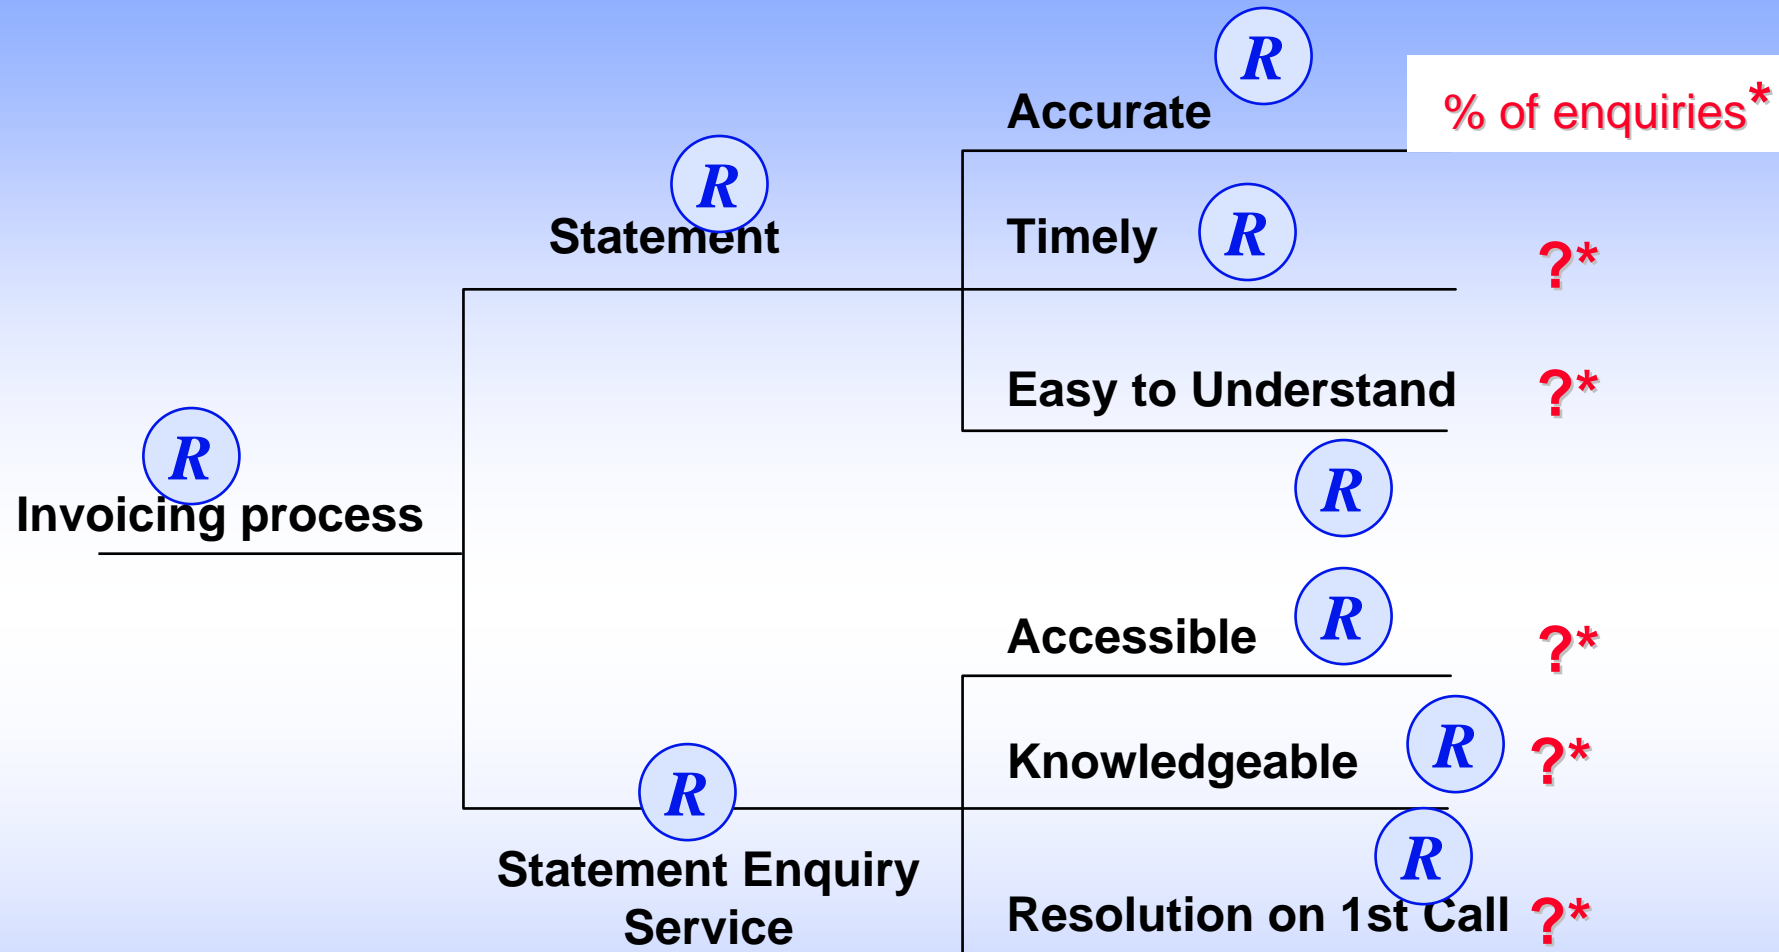 R
Accurate
% of enquiries*
R
Statement
Timely
R
?*
Easy to Understand
?*
R
Invoicing process
R
Accessible
R
?*
Knowledgeable
R
?*
R
Statement Enquiry
Service
R
Resolution on 1st Call
?*